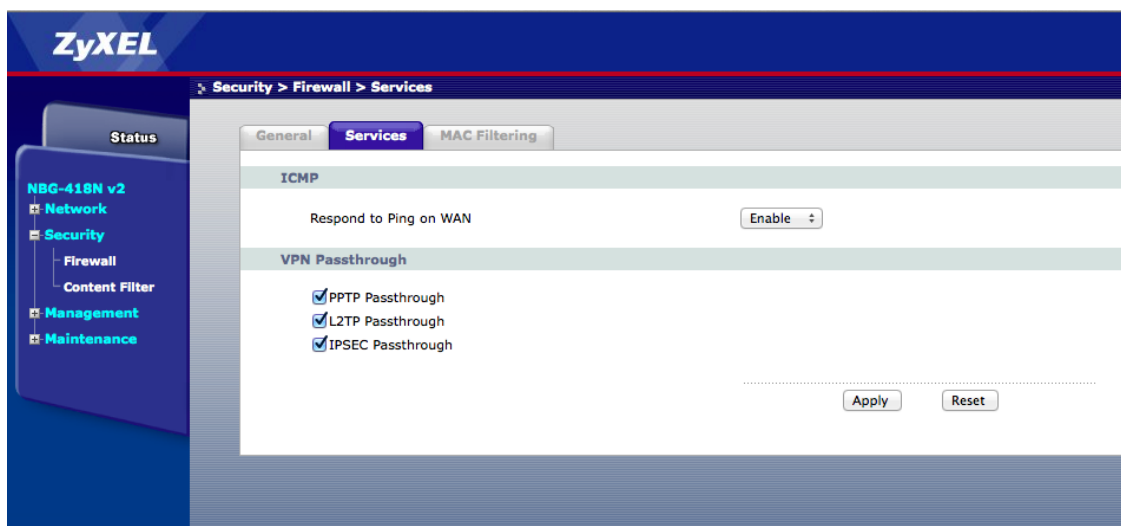 ZyXEL
Security > Firewall > Services
Status
NBG-418N v2
Network
Security
Firewall
Content Filter
Management
Maintenance
General Services MAC Filtering
ICMP
Respond to Ping on WAN Enable
VPN Passthrough
PPTP Passthrough
L2TP Passthrough
IPSEC Passthrough
Apply Reset